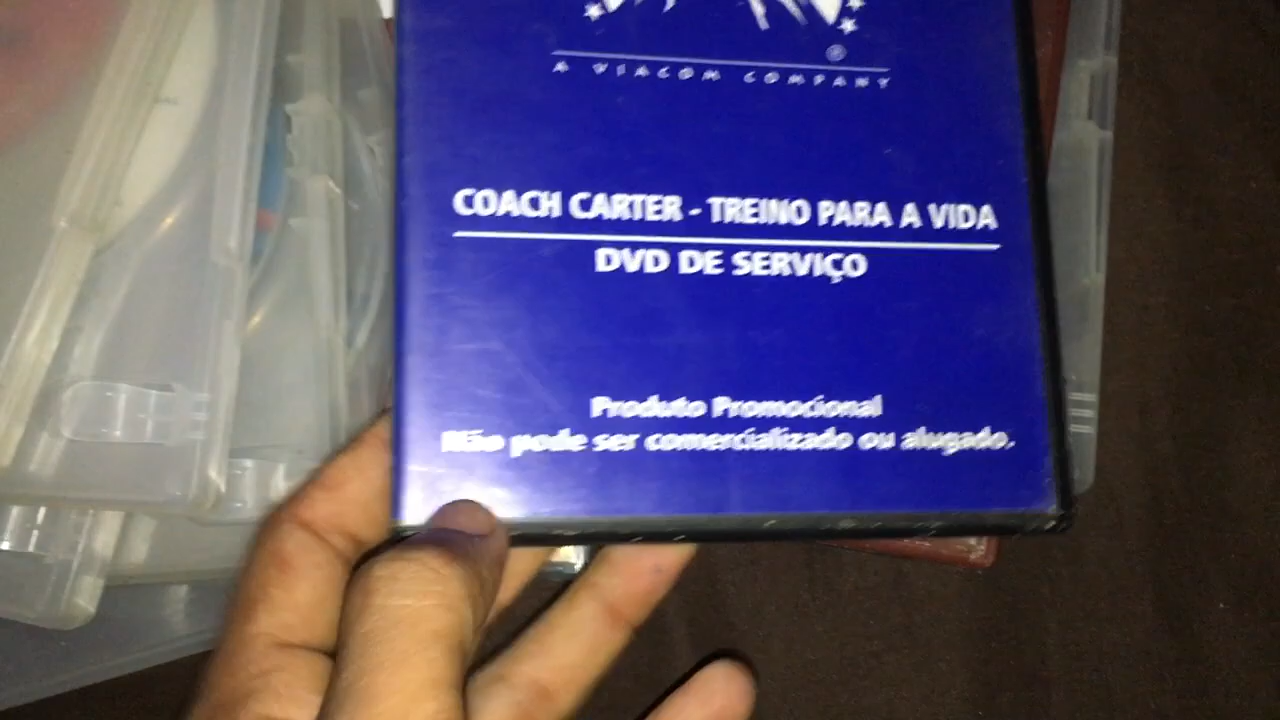 ®
A VIACOM COMPANY
COACH CARTER - TREINO PARA A VIDA
DVD DE SERVIÇO
Produto Promocional
Não pode ser comercializado ou alugado.